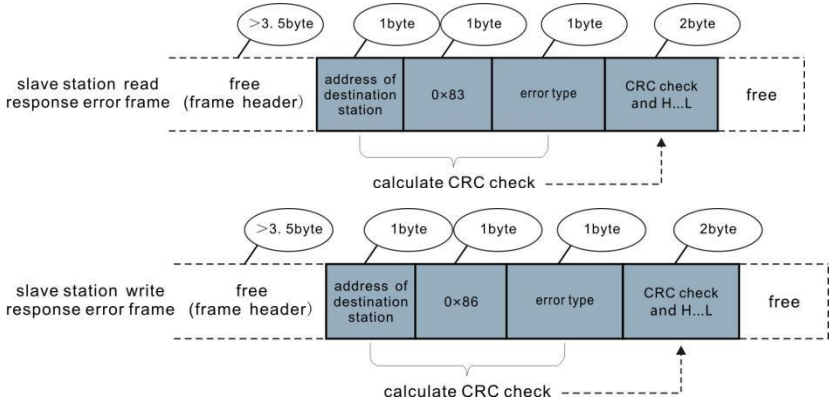 >3.5byte
1byte
1byte
1byte
2byte
slave station read
response error frame
free
(frame header)
address of
destination
station
0×83
error type
CRC check
and H...L
free
calculate CRC check
>3.5byte
1byte
1byte
1byte
2byte
slave station write
response error frame
free
(frame header)
address of
destination
station
0×86
error type
CRC check
and H...L
free
calculate CRC check